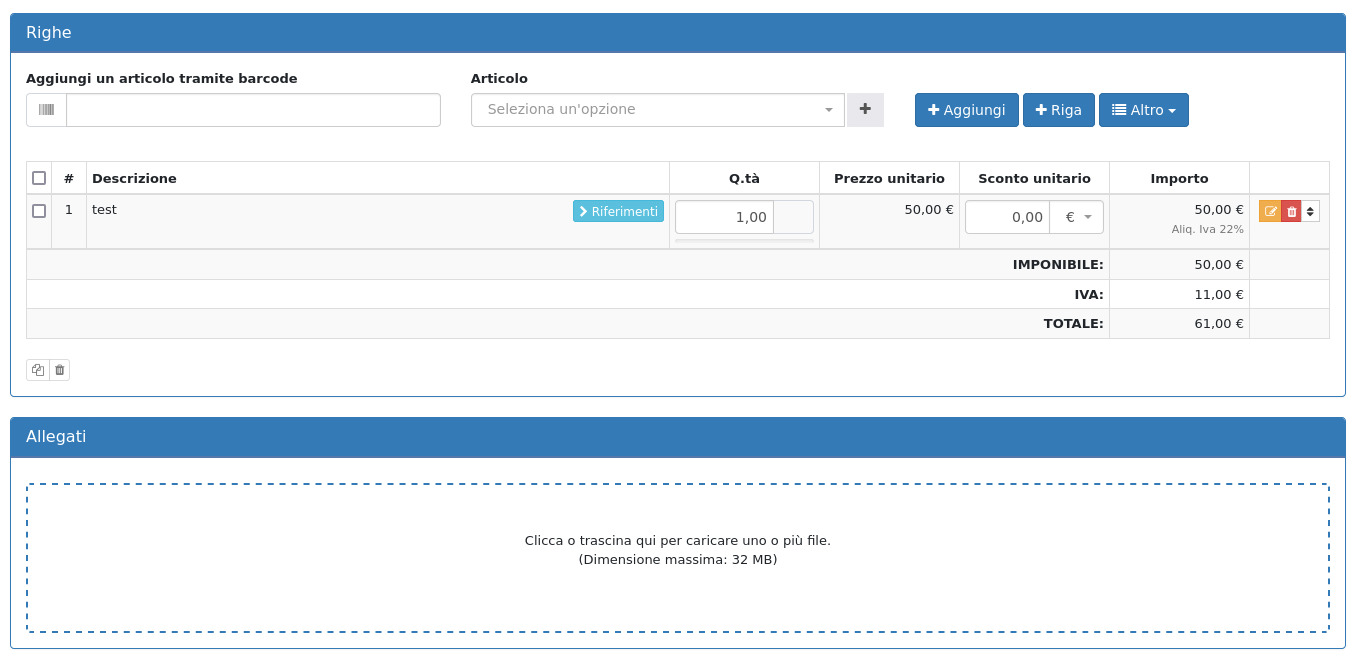 Righe
Aggiungi un articolo tramite barcode
Articolo
Seleziona un'opzione
Aggiungi
Riga
Altro
# Descrizione Q.tà Prezzo unitario Sconto unitario Importo
1 test Riferimenti 1,00 50,00 € 0,00 € 50,00 €
Aliq. Iva 22%
IMPONIBILE: 50,00 €
IVA: 11,00 €
TOTALE: 61,00 €
Allegati
Clicca o trascina qui per caricare uno o più file.
(Dimensione massima: 32 MB)